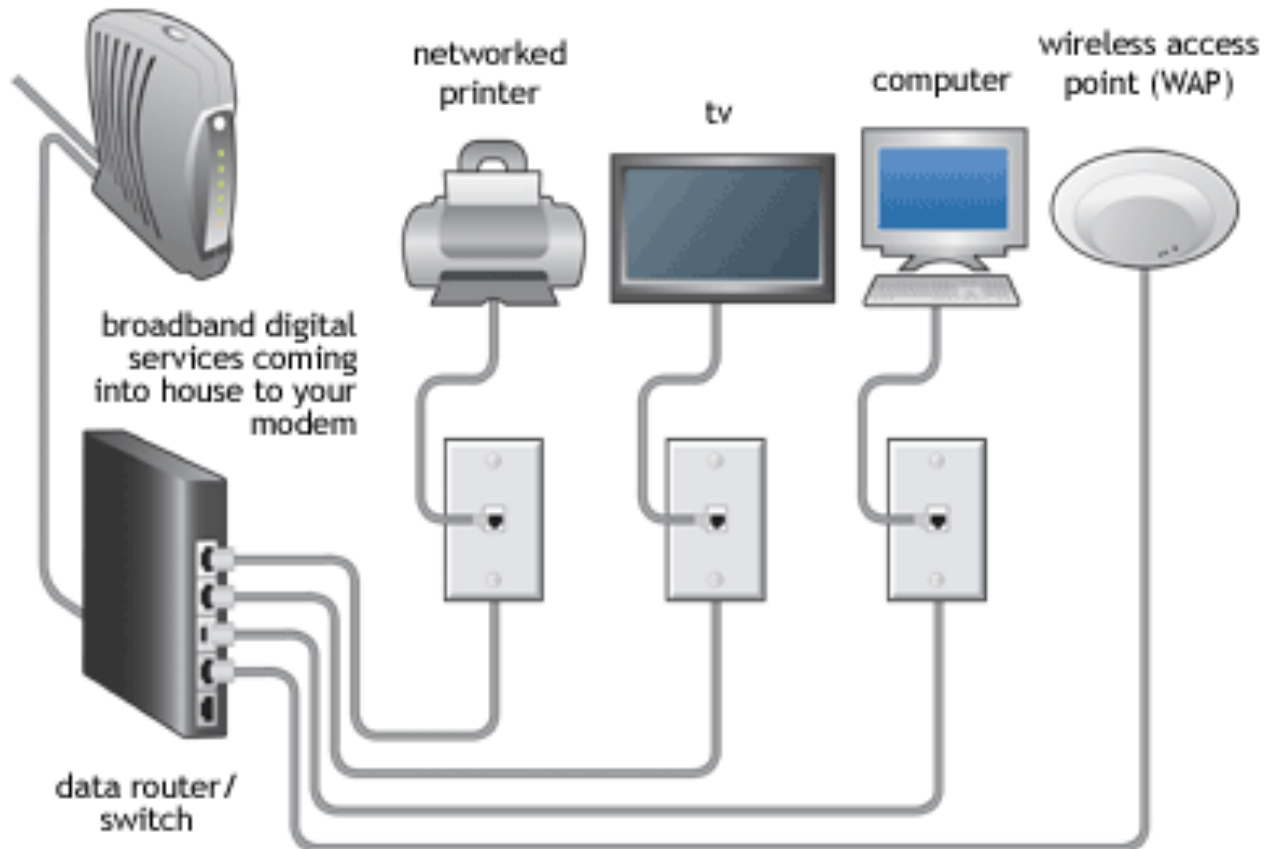 networked
printer
tv
computer
wireless access
point (WAP)
broadband digital
services coming
into house to your
modem
data router/
switch